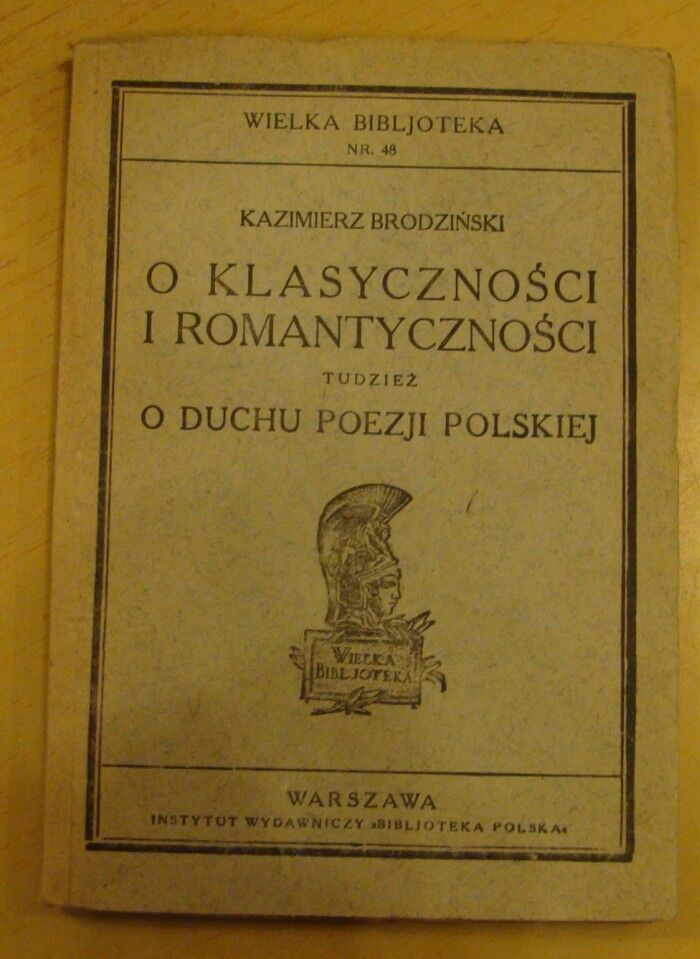 WIELKA BIBLJOTEKA
NR. 48
KAZIMIERZ BRODZIŃSKI
O KLASYCZNOŚCI
I ROMANTYCZNOŚCI
TUDZIEŻ
O DUCHU POEZJI POLSKIEJ
WIELKA
BIBLJOTEKA
WARSZAWA
INSTYTUT WYDAWNICZY »BIBLJOTEKA POLSKA«